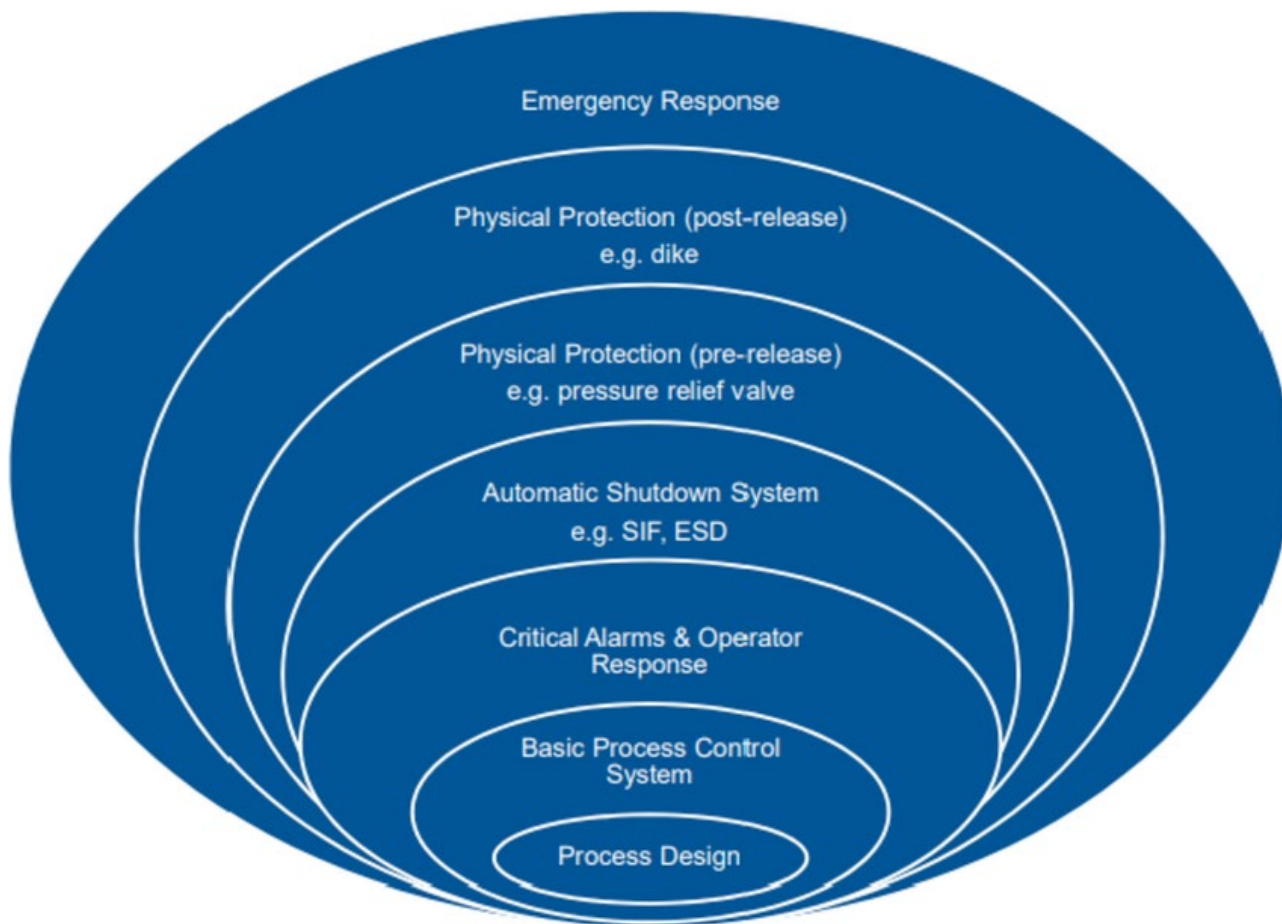 Emergency Response
Physical Protection (post-release)
e.g. dike
Physical Protection (pre-release)
e.g. pressure relief valve
Automatic Shutdown System
e.g. SIF, ESD
Critical Alarms & Operator
Response
Basic Process Control
System
Process Design